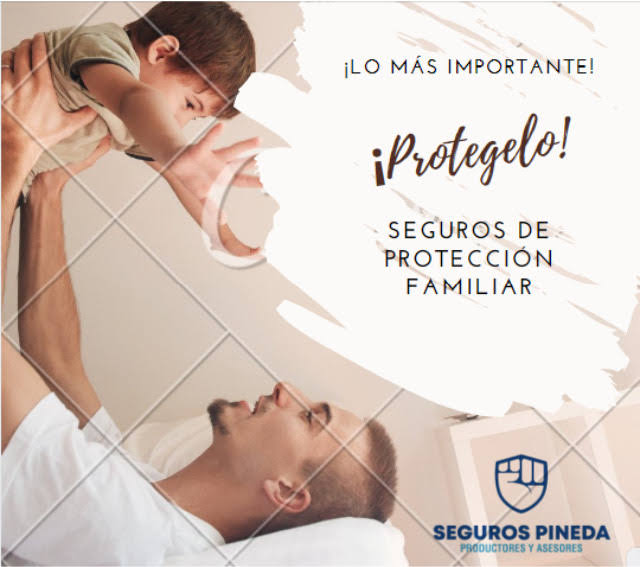 ¡LO MÁS IMPORTANTE!
¡Protegelo!
SEGUROS DE
PROTECCIÓN
FAMILIAR
SEGUROS PINEDA
PRODUCTORES Y ASESORES